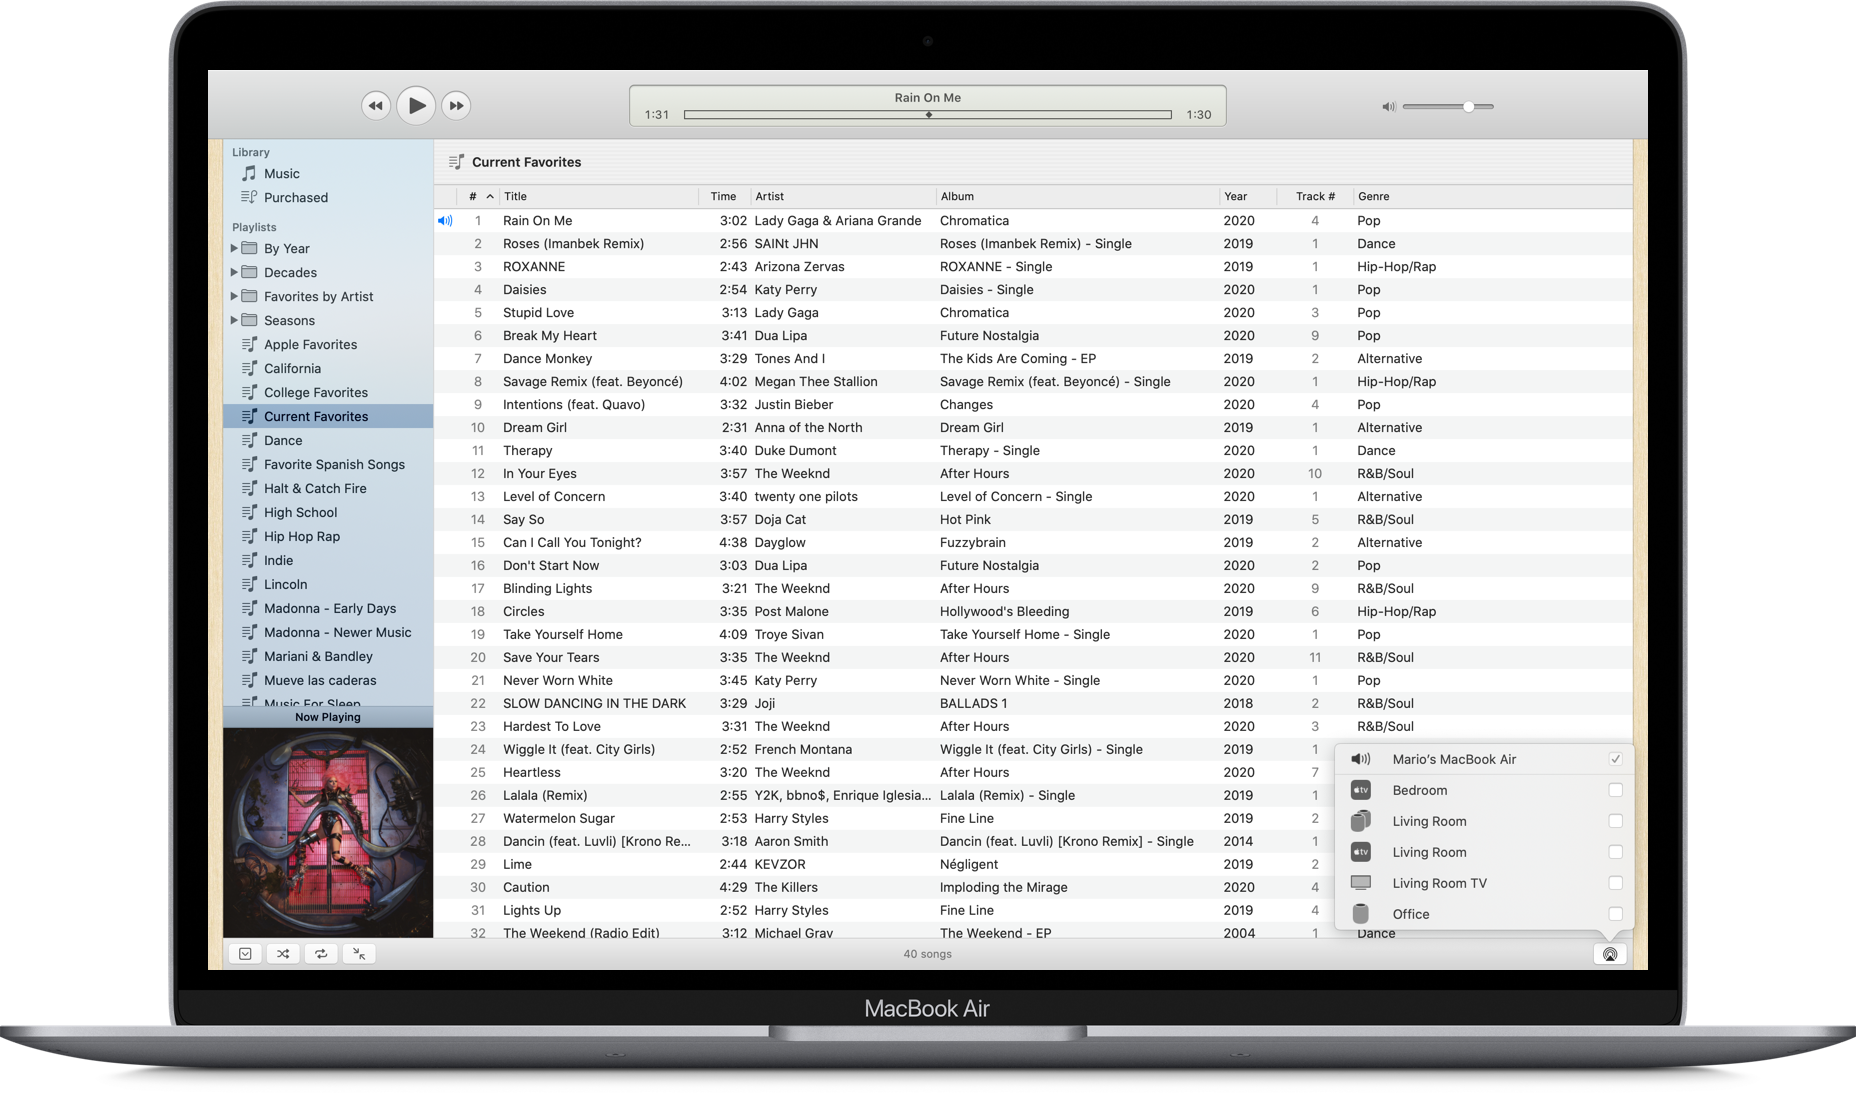 Rain On Me
1:31 1:30
Library
Music
Purchased
Playlists
By Year
Decades
Favorites by Artist
Seasons
Apple Favorites
California
College Favorites
Current Favorites
Dance
Favorite Spanish Songs
Halt & Catch Fire
High School
Hip Hop Rap
Indie
Lincoln
Madonna - Early Days
Madonna - Newer Music
Mariani & Bandley
Mueve las caderas
Music For Sleep
Now Playing
Current Favorites
# Title Time Artist Album Year Track # Genre
1 Rain On Me 3:02 Lady Gaga & Ariana Grande Chromatica 2020 4 Pop
2 Roses (Imanbek Remix) 2:56 SAINt JHN Roses (Imanbek Remix) - Single 2019 1 Dance
3 ROXANNE 2:43 Arizona Zervas ROXANNE - Single 2019 1 Hip-Hop/Rap
4 Daisies 2:54 Katy Perry Daisies - Single 2020 1 Pop
5 Stupid Love 3:13 Lady Gaga Chromatica 2020 3 Pop
6 Break My Heart 3:41 Dua Lipa Future Nostalgia 2020 9 Pop
7 Dance Monkey 3:29 Tones And I The Kids Are Coming - EP 2019 2 Alternative
8 Savage Remix (feat. Beyoncé) 4:02 Megan Thee Stallion Savage Remix (feat. Beyoncé) - Single 2020 1 Hip-Hop/Rap
9 Intentions (feat. Quavo) 3:32 Justin Bieber Changes 2020 4 Pop
10 Dream Girl 2:31 Anna of the North Dream Girl 2019 1 Alternative
11 Therapy 3:40 Duke Dumont Therapy - Single 2020 1 Dance
12 In Your Eyes 3:57 The Weeknd After Hours 2020 10 R&B/Soul
13 Level of Concern 3:40 twenty one pilots Level of Concern - Single 2020 1 Alternative
14 Say So 3:57 Doja Cat Hot Pink 2019 5 R&B/Soul
15 Can I Call You Tonight? 4:38 Dayglow Fuzzybrain 2019 2 Alternative
16 Don't Start Now 3:03 Dua Lipa Future Nostalgia 2020 2 Pop
17 Blinding Lights 3:21 The Weeknd After Hours 2020 9 R&B/Soul
18 Circles 3:35 Post Malone Hollywood's Bleeding 2019 6 Hip-Hop/Rap
19 Take Yourself Home 4:09 Troye Sivan Take Yourself Home - Single 2020 1 Pop
20 Save Your Tears 3:35 The Weeknd After Hours 2020 11 R&B/Soul
21 Never Worn White 3:45 Katy Perry Never Worn White - Single 2020 1 Pop
22 SLOW DANCING IN THE DARK 3:29 Joji BALLADS 1 2018 2 R&B/Soul
23 Hardest To Love 3:31 The Weeknd After Hours 2020 3 R&B/Soul
24 Wiggle It (feat. City Girls) 2:52 French Montana Wiggle It (feat. City Girls) - Single 2019 1
25 Heartless 3:20 The Weeknd After Hours 2020 7
26 Lalala (Remix) 2:55 Y2K, bbno$, Enrique Iglesia... Lalala (Remix) - Single 2019 1
27 Watermelon Sugar 2:53 Harry Styles Fine Line 2019 2
28 Dancin (feat. Luvli) [Krono Re... 3:18 Aaron Smith Dancin (feat. Luvli) [Krono Remix] - Single 2014 1
29 Lime 2:44 KEVZOR Négligent 2019 2
30 Caution 4:29 The Killers Imploding the Mirage 2020 4
31 Lights Up 2:52 Harry Styles Fine Line 2019 4
32 The Weekend (Radio Edit) 3:12 Michael Gray The Weekend - EP 2004 1 Dance
Mario's MacBook Air
tv Bedroom
Living Room
tv Living Room
Living Room TV
Office
40 songs
MacBook Air